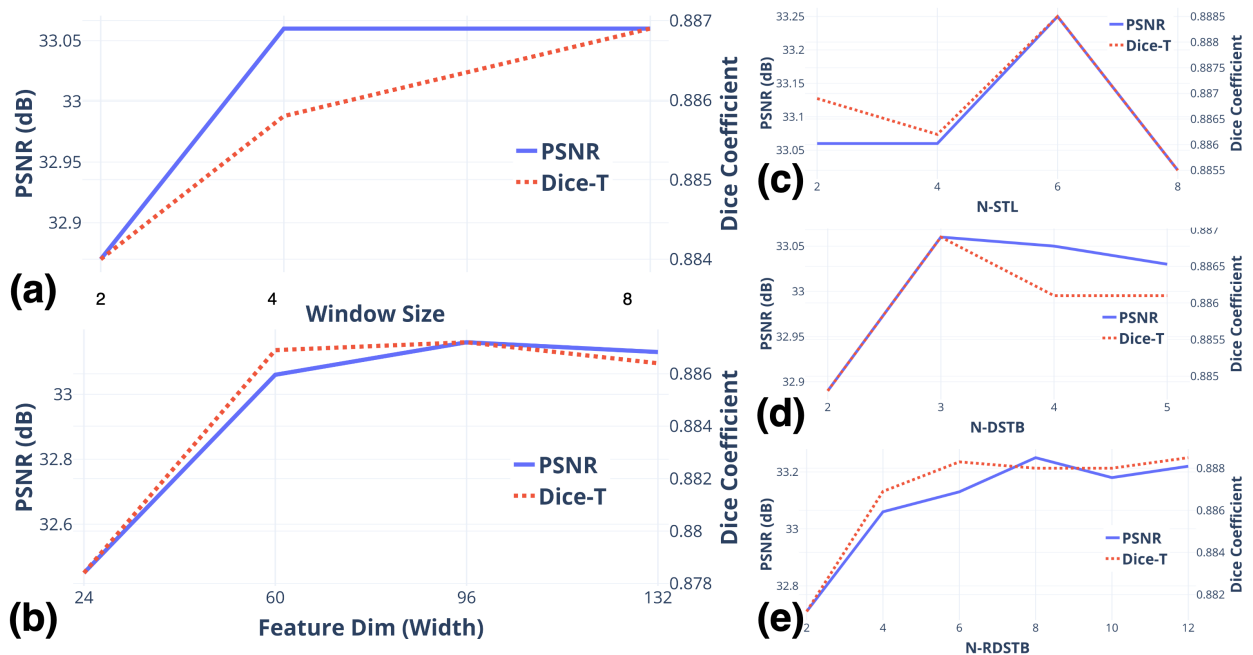 33.05
33
32.95
32.9
PSNR (dB)
0.887
0.886
0.885
0.884
Dice Coefficient
PSNR
Dice-T
(a)
2
4
8
Window Size
33
32.8
32.6
PSNR (dB)
0.886
0.884
0.882
0.88
0.878
Dice Coefficient
PSNR
Dice-T
(b)
24
60
96
132
Feature Dim (Width)
33.25
33.2
33.15
33.1
33.05
PSNR (dB)
0.8885
0.888
0.8875
0.887
0.8865
0.886
0.8855
Dice Coefficient
PSNR
Dice-T
(c)
2
4
6
8
N-STL
33.05
33
32.95
32.9
PSNR (dB)
0.887
0.8865
0.886
0.8855
0.885
Dice Coefficient
PSNR
Dice-T
(d)
2
3
4
5
N-DSTB
33.2
33
32.8
PSNR (dB)
0.888
0.886
0.884
0.882
Dice Coefficient
PSNR
Dice-T
(e)
2
4
6
8
10
12
N-RDSTB